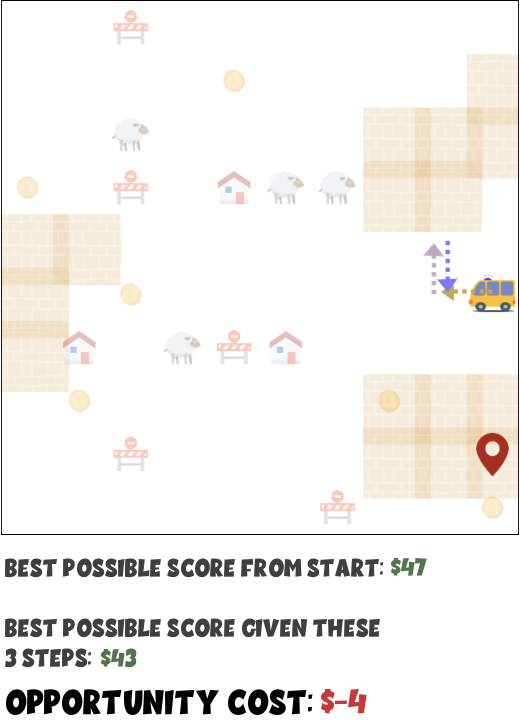 BEST POSSIBLE SCORE FROM START: $47
BEST POSSIBLE SCORE GIVEN THESE
3 STEPS: $43
OPPORTUNITY COST: $-4